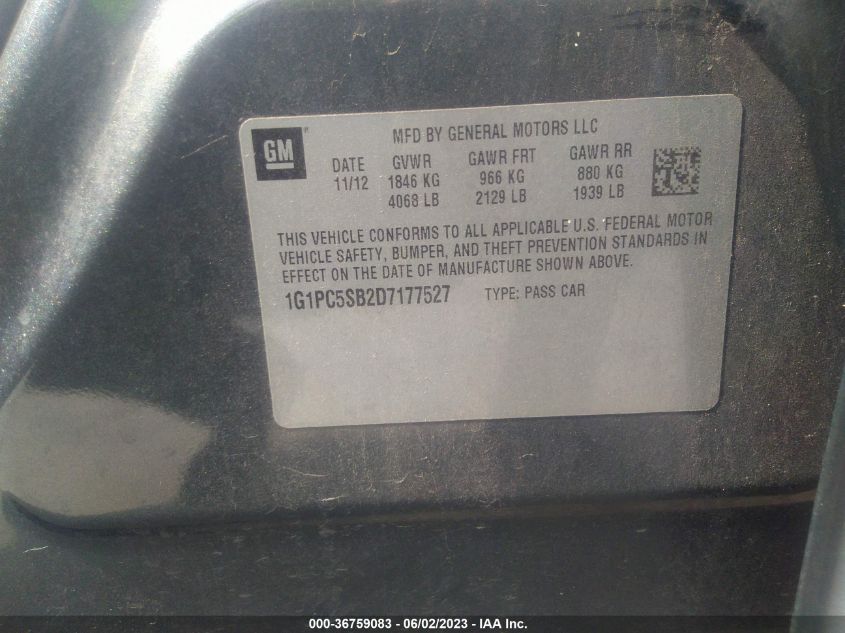 GM
MFD BY GENERAL MOTORS LLC
DATE GVWR GAWR FRT GAWR RR
11/12 1846 KG 966 KG 880 KG
4068 LB 2129 LB 1939 LB
THIS VEHICLE CONFORMS TO ALL APPLICABLE U.S. FEDERAL MOTOR
VEHICLE SAFETY, BUMPER, AND THEFT PREVENTION STANDARDS IN
EFFECT ON THE DATE OF MANUFACTURE SHOWN ABOVE.
1G1PC5SB2D7177527 TYPE: PASS CAR
000-36759083 - 06/02/2023 - IAA Inc.